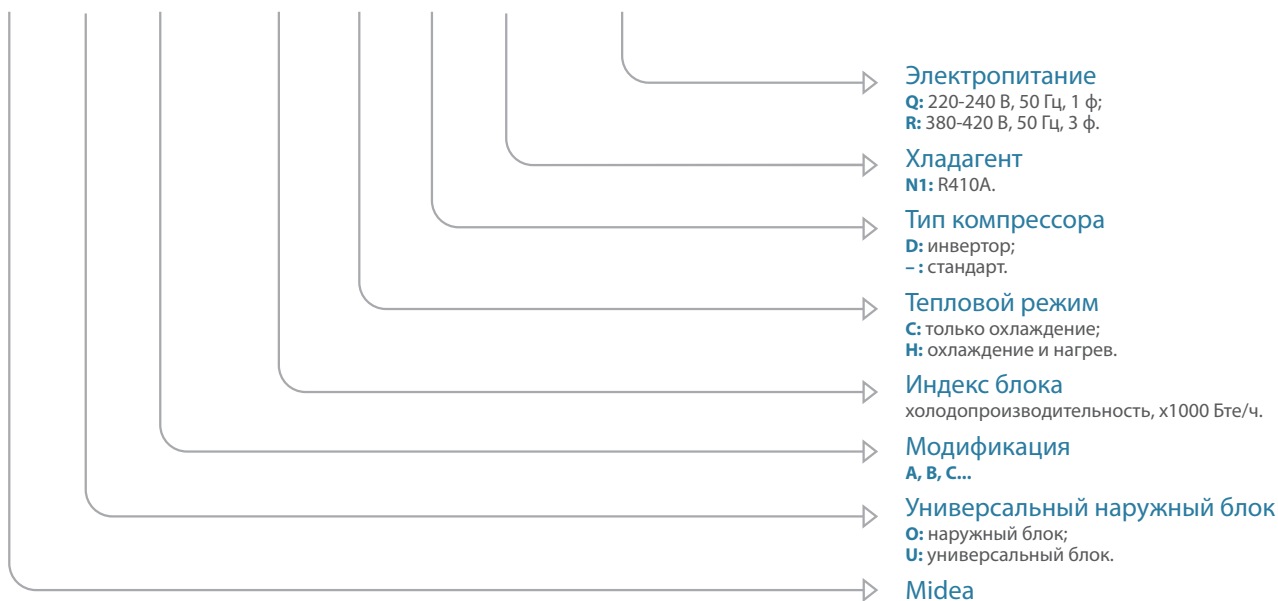 Электропитание
Q: 220-240 В, 50 Гц, 1 ф;
R: 380-420 В, 50 Гц, 3 ф.
Хладагент
N1: R410A.
Тип компрессора
D: инвертор;
– : стандарт.
Тепловой режим
C: только охлаждение;
H: охлаждение и нагрев.
Индекс блока
холодопроизводительность, х1000 Бте/ч.
Модификация
A, B, C...
Универсальный наружный блок
O: наружный блок;
U: универсальный блок.
Midea